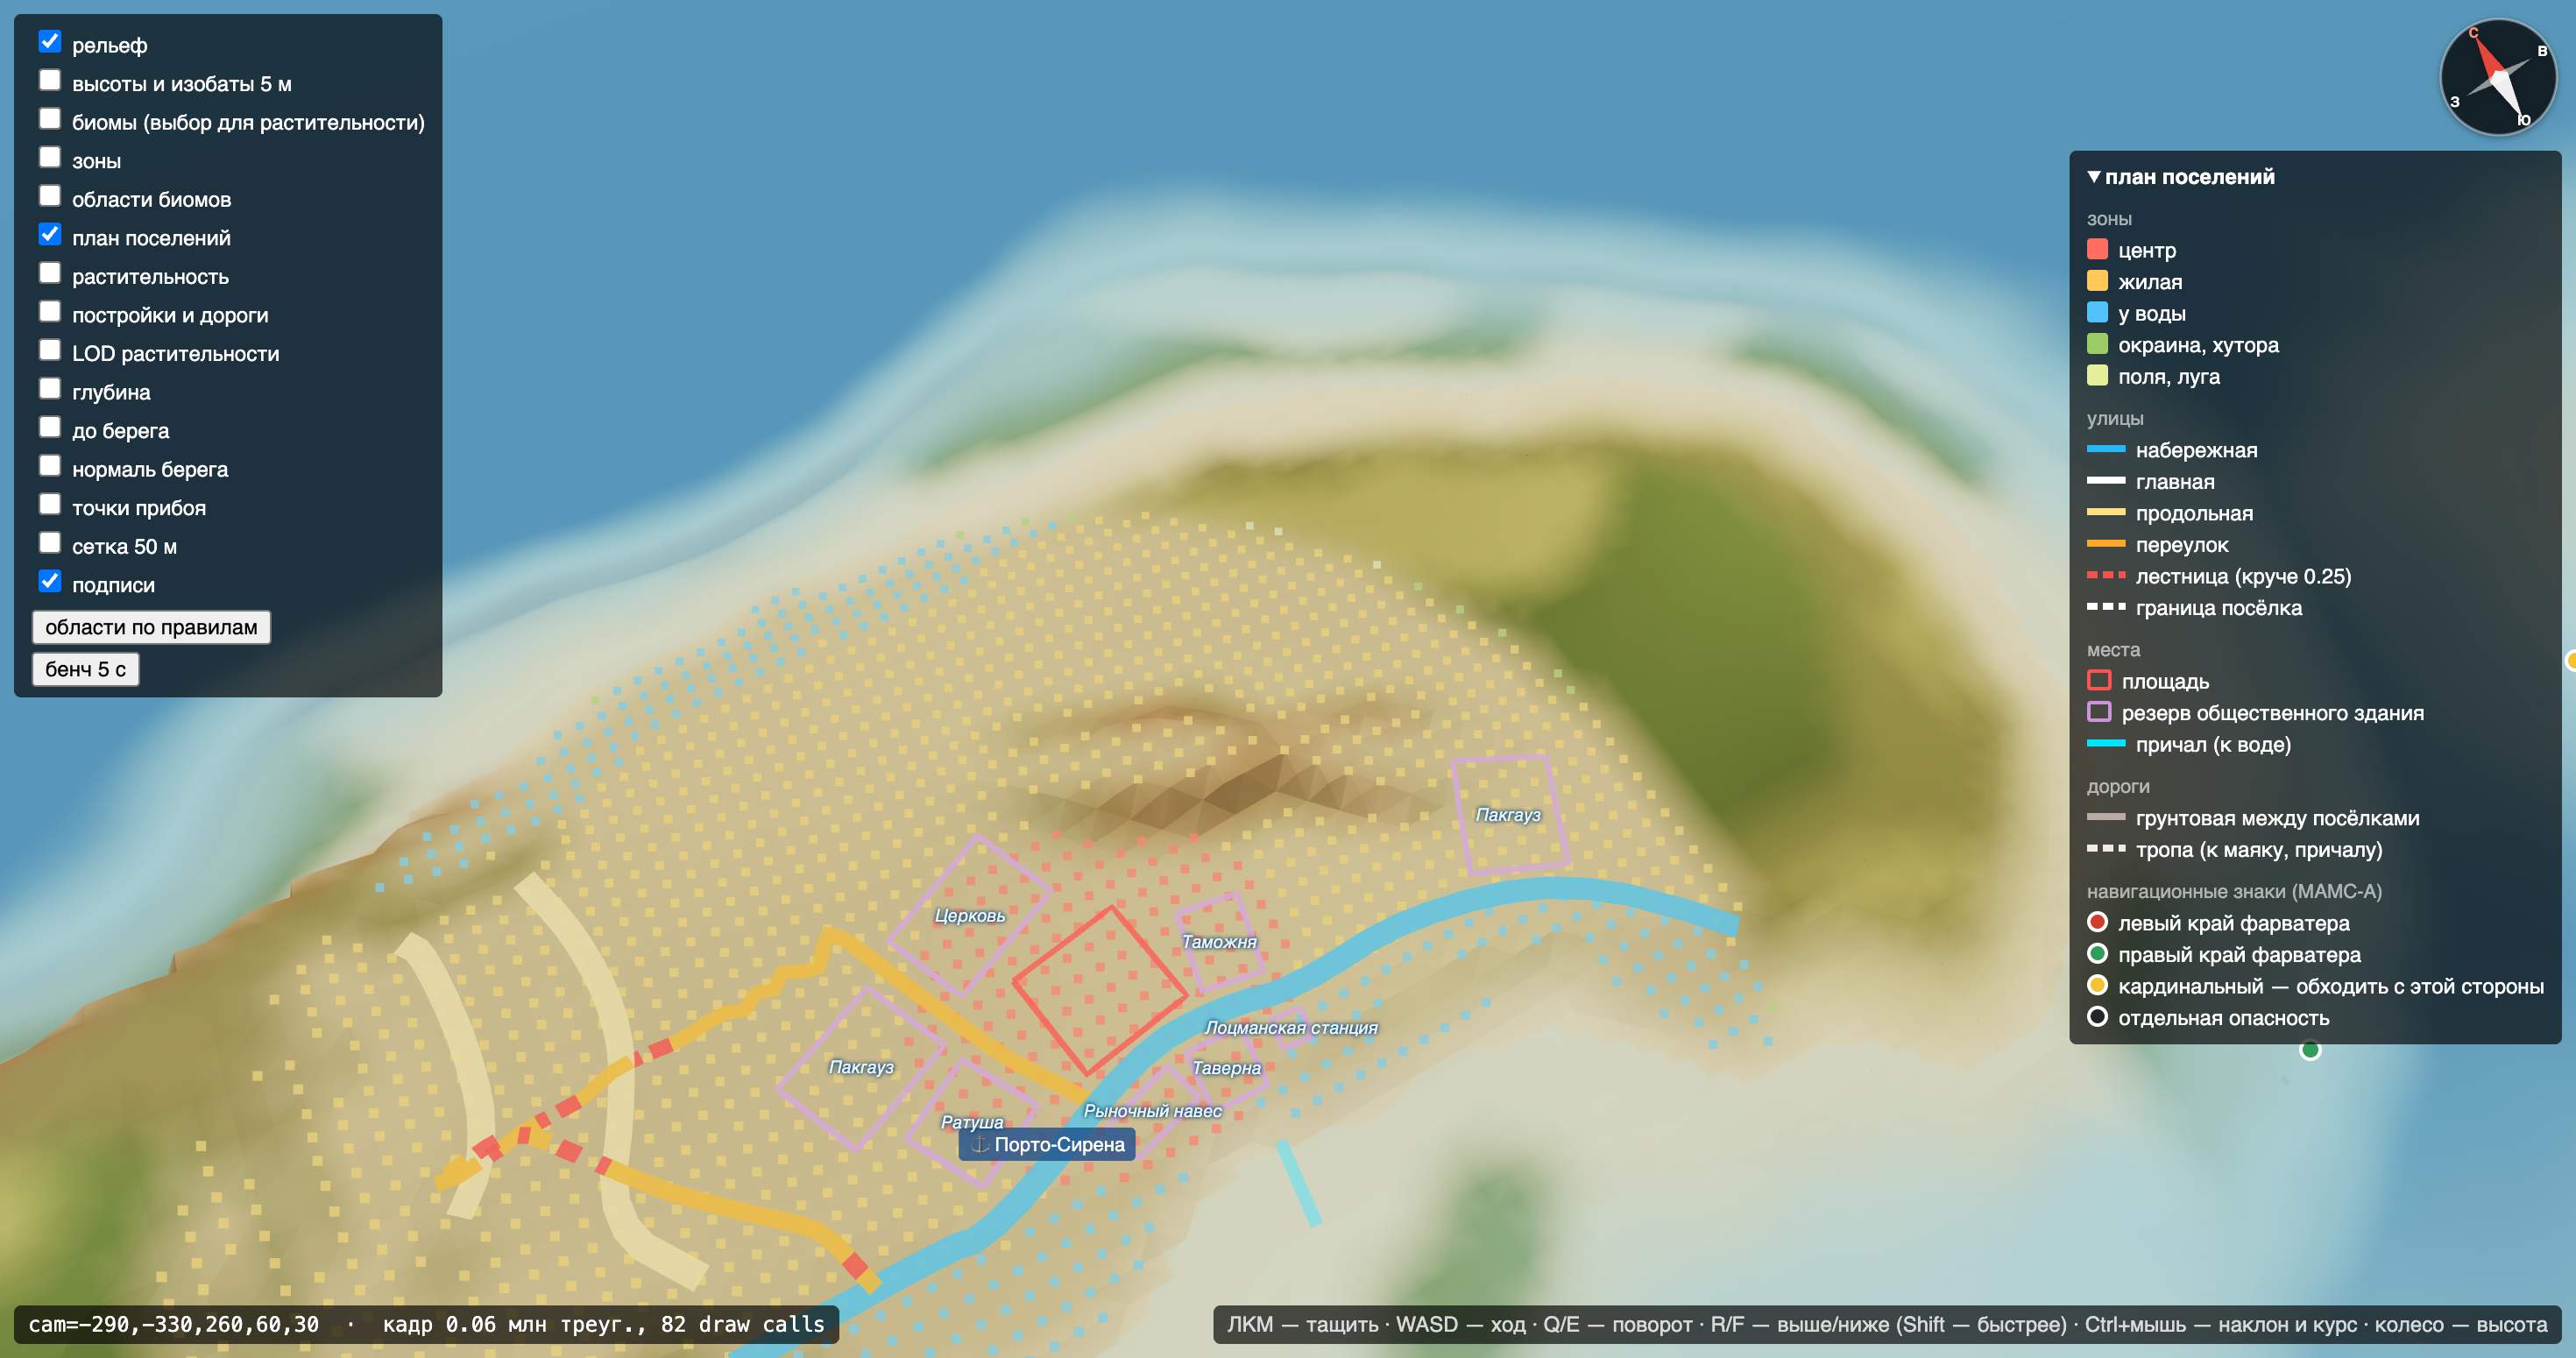 рельеф
высоты и изобаты 5 м
биомы (выбор для растительности)
зоны
области биомов
план поселений
растительность
постройки и дороги
LOD растительности
глубина
до берега
нормаль берега
точки прибоя
сетка 50 м
подписи
области по правилам
бенч 5 с
С
В
З
Ю
▼план поселений
зоны
центр
жилая
у воды
окраина, хутора
поля, луга
улицы
набережная
главная
продольная
переулок
лестница (круче 0.25)
граница посёлка
места
площадь
резерв общественного здания
причал (к воде)
дороги
грунтовая между посёлками
тропа (к маяку, причалу)
навигационные знаки (МАМС-А)
левый край фарватера
правый край фарватера
кардинальный — обходить с этой стороны
отдельная опасность
Пакгауз
Церковь
Таможня
Лоцманская станция
Пакгауз
Таверна
Рыночный навес
Ратуша
⚓ Порто-Сирена
cam=−290,−330,260,60,30 · кадр 0.06 млн треуг., 82 draw calls
ЛКМ — тащить · WASD — ход · Q/E — поворот · R/F — выше/ниже (Shift — быстрее) · Ctrl+мышь — наклон и курс · колесо — высота